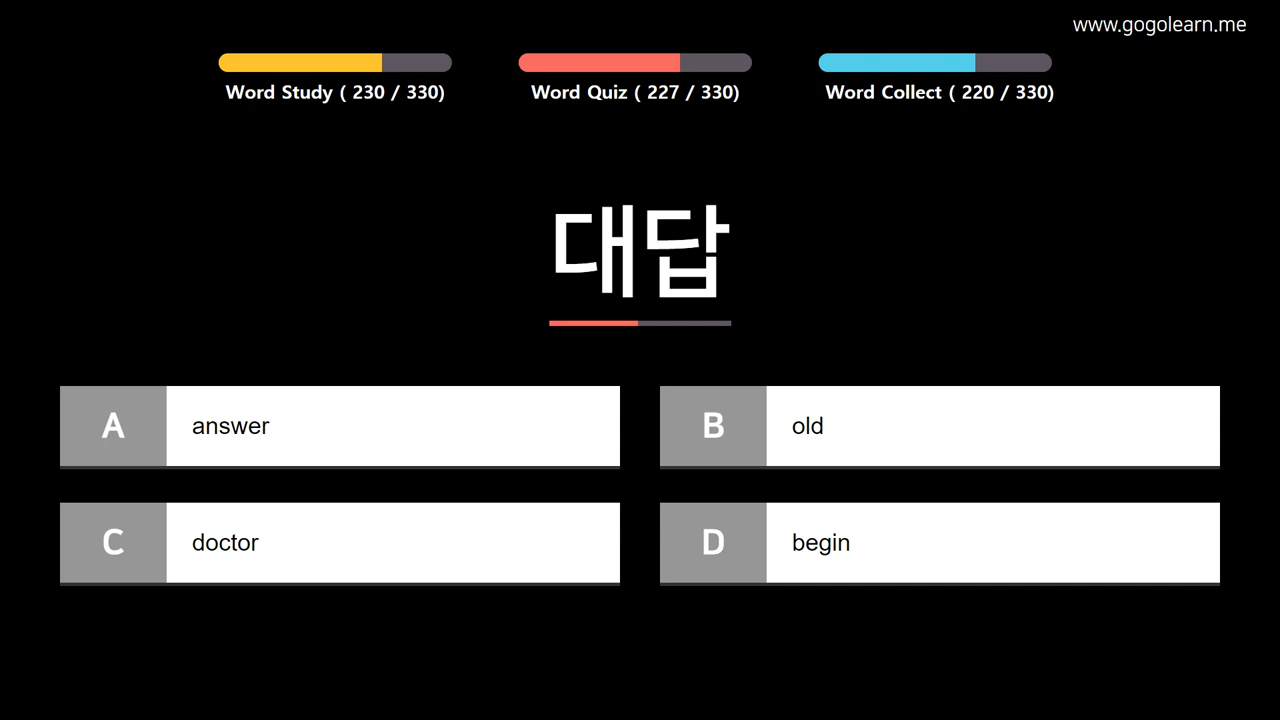 www.gogolearn.me
Word Study ( 230 / 330)
Word Quiz ( 227 / 330)
Word Collect ( 220 / 330)
대답
A answer
B old
C doctor
D begin